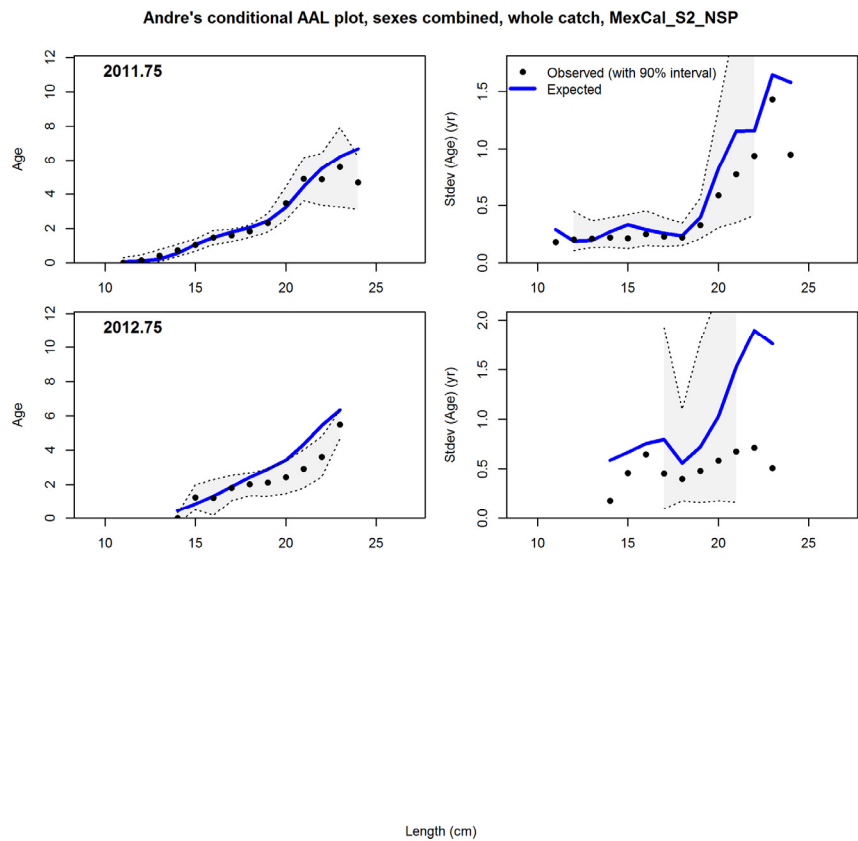 Andre's conditional AAL plot, sexes combined, whole catch, MexCal_S2_NSP
2011.75
Age
0 2 4 6 8 10 12
10 15 20 25
Observed (with 90% interval)
Expected
Stdev (Age) (yr)
0.0 0.5 1.0 1.5
10 15 20 25
2012.75
Age
0 2 4 6 8 10 12
10 15 20 25
Stdev (Age) (yr)
0.0 0.5 1.0 1.5 2.0
10 15 20 25
Length (cm)